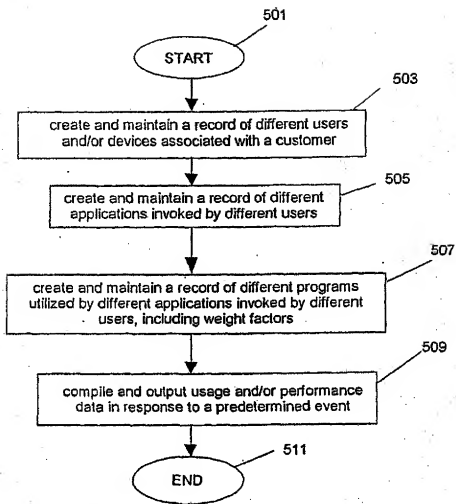 501
START
503
create and maintain a record of different users
and/or devices associated with a customer
505
create and maintain a record of different
applications invoked by different users
507
create and maintain a record of different programs
utilized by different applications invoked by different
users, including weight factors
509
compile and output usage and/or performance
data in response to a predetermined event
511
END